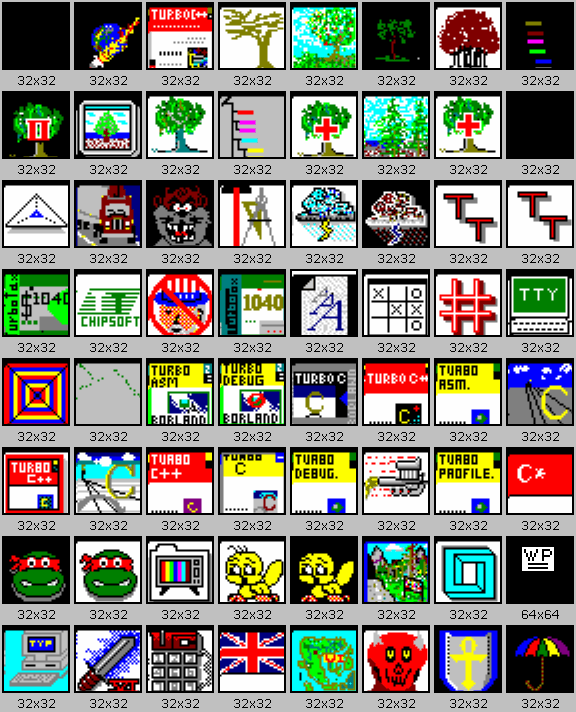 TURBOC++
32x32 32x32 32x32 32x32 32x32 32x32 32x32 32x32
32x32 32x32 32x32 32x32 32x32 32x32 32x32 32x32
T T T T
32x32 32x32 32x32 32x32 32x32 32x32 32x32 32x32
TurboTax $1040 CHIPSOFT TurboTax 1040 A X O X X O X O TTY
32x32 32x32 32x32 32x32 32x32 32x32 32x32 32x32
TURBO ASM BORLAND TURBO DEBUG BORLAND TURBO C C TURBO C++ C TURBO ASM. C
32x32 32x32 32x32 32x32 32x32 32x32 32x32 32x32
TURBO C++ C TURBO C++ C TURBO C C TURBO DEBUG. TURBO PROFILE. C*
32x32 32x32 32x32 32x32 32x32 32x32 32x32 32x32
WP
32x32 32x32 32x32 32x32 32x32 32x32 32x32 64x64
TYP
32x32 32x32 32x32 32x32 32x32 32x32 32x32 32x32